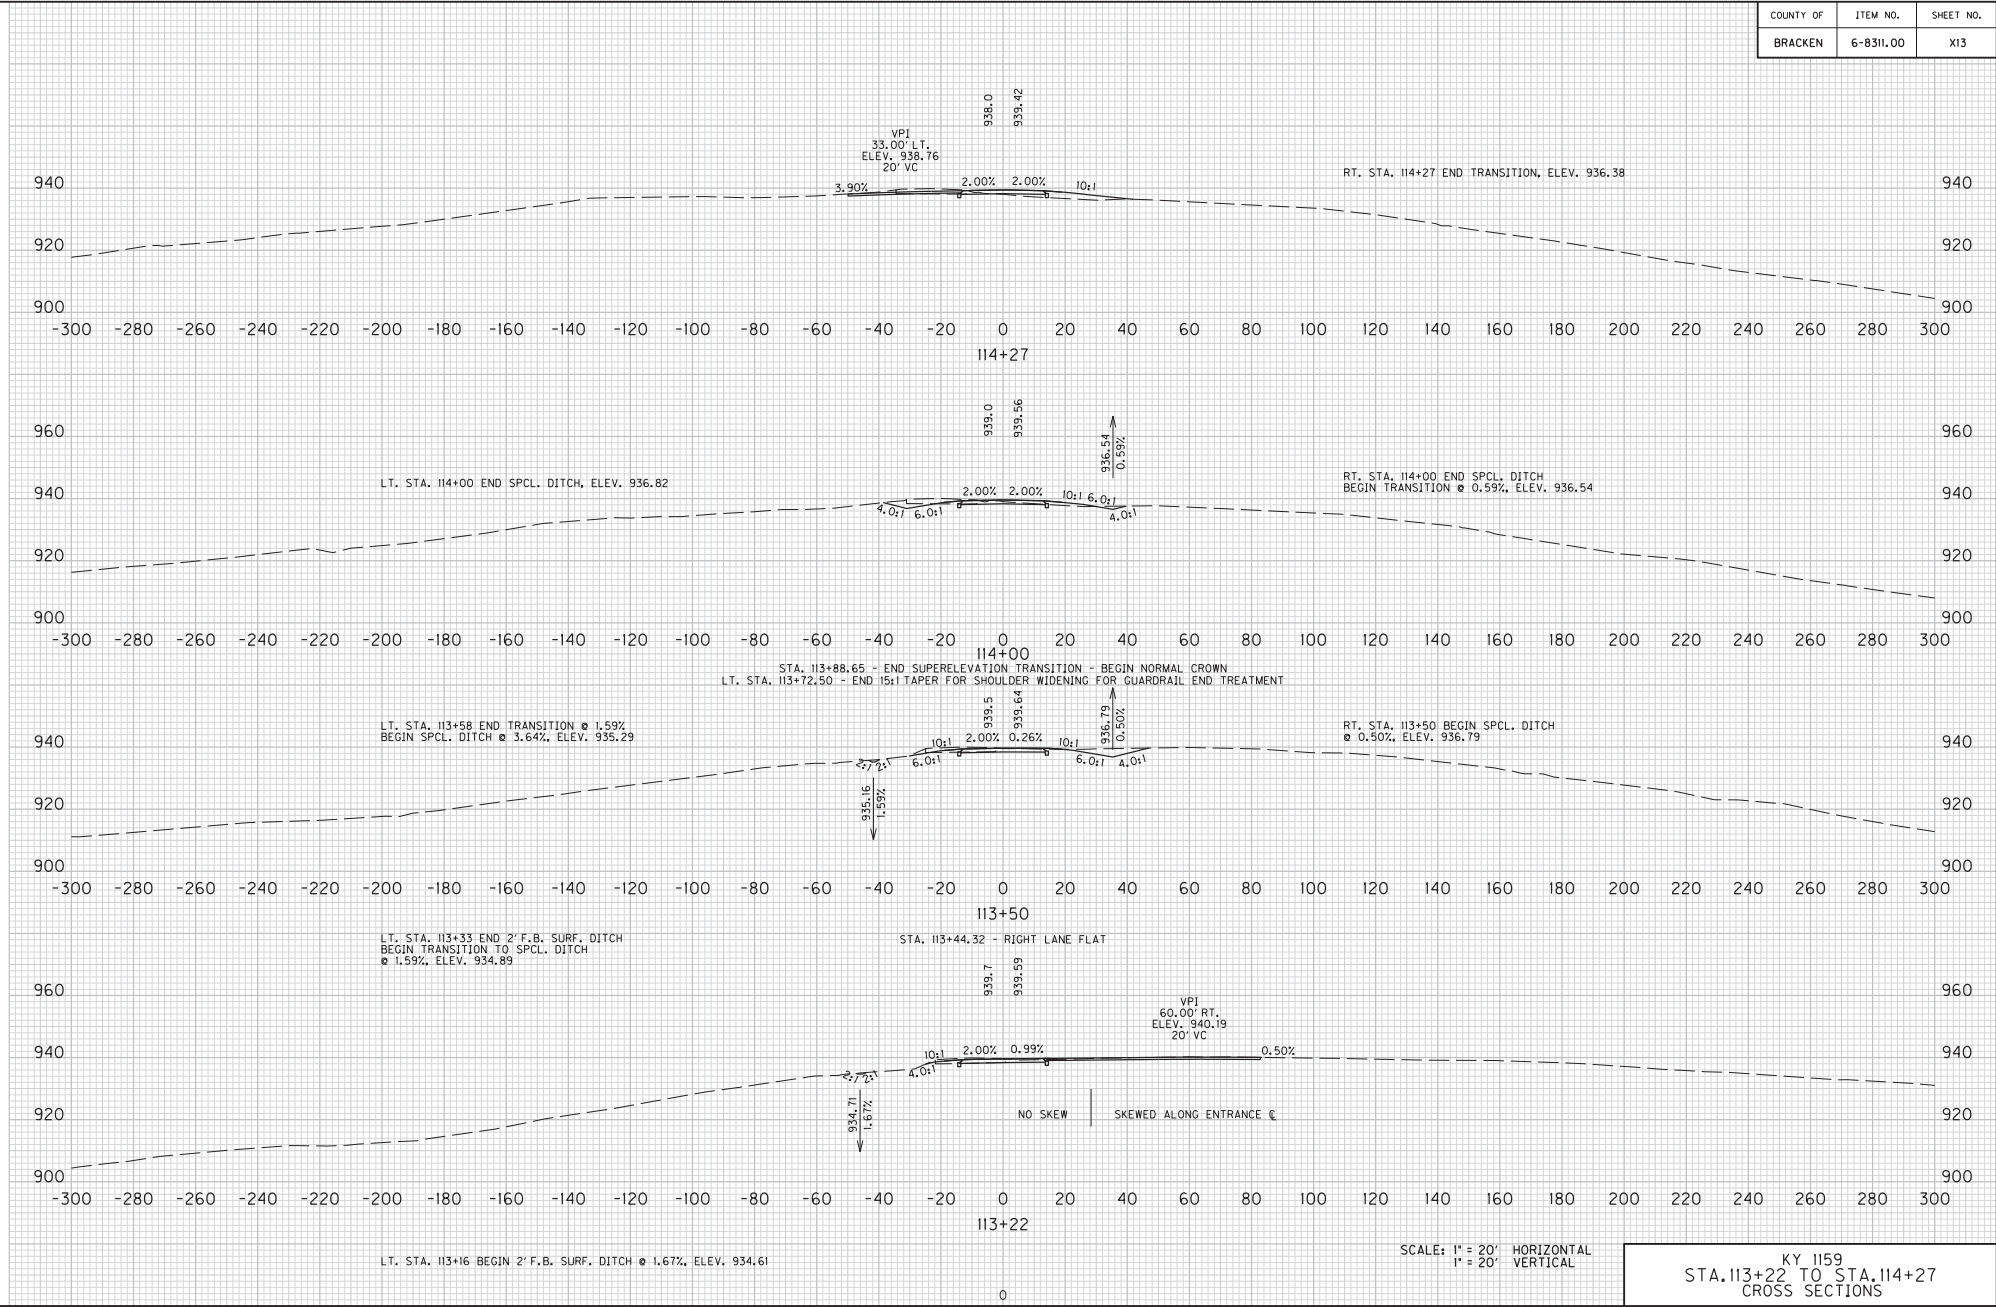 COUNTY OF ITEM NO. SHEET NO.
BRACKEN 6-8311.00 X13
938.0 939.42
VPI
33.00' LT.
ELEV. 938.76
20' VC
RT. STA. 114+27 END TRANSITION, ELEV. 936.38
3.90% 2.00% 2.00% 10:1
940 940
920 920
900 900
-300 -280 -260 -240 -220 -200 -180 -160 -140 -120 -100 -80 -60 -40 -20 0 20 40 60 80 100 120 140 160 180 200 220 240 260 280 300
114+27
939.0 939.56
960 960
936.54 0.59%
LT. STA. 114+00 END SPCL. DITCH, ELEV. 936.82
RT. STA. 114+00 END SPCL. DITCH
BEGIN TRANSITION @ 0.59%, ELEV. 936.54
940 940
2.00% 2.00% 10:1 6.0:1
4.0:1 6.0:1 4.0:1
920 920
900 900
-300 -280 -260 -240 -220 -200 -180 -160 -140 -120 -100 -80 -60 -40 -20 0 20 40 60 80 100 120 140 160 180 200 220 240 260 280 300
114+00
STA. 113+88.65 - END SUPERELEVATION TRANSITION - BEGIN NORMAL CROWN
LT. STA. 113+72.50 - END 15:1 TAPER FOR SHOULDER WIDENING FOR GUARDRAIL END TREATMENT
939.5 939.64
936.79 0.50%
LT. STA. 113+58 END TRANSITION @ 1.59%
BEGIN SPCL. DITCH @ 3.64%, ELEV. 935.29
RT. STA. 113+50 BEGIN SPCL. DITCH
@ 0.50%, ELEV. 936.79
940 940
10:1 2.00% 0.26% 10:1
2:1 2:1 6.0:1 6.0:1 4.0:1
935.16 1.59%
920 920
900 900
-300 -280 -260 -240 -220 -200 -180 -160 -140 -120 -100 -80 -60 -40 -20 0 20 40 60 80 100 120 140 160 180 200 220 240 260 280 300
113+50
LT. STA. 113+33 END 2' F.B. SURF. DITCH
BEGIN TRANSITION TO SPCL. DITCH
@ 1.59%, ELEV. 934.89
STA. 113+44.32 - RIGHT LANE FLAT
939.7 939.59
960 960
VPI
60.00' RT.
ELEV. 940.19
20' VC
940 940
10:1 2.00% 0.99% 0.50%
2:1 2:1 4.0:1
934.71 1.67%
NO SKEW SKEWED ALONG ENTRANCE ℄
920 920
900 900
-300 -280 -260 -240 -220 -200 -180 -160 -140 -120 -100 -80 -60 -40 -20 0 20 40 60 80 100 120 140 160 180 200 220 240 260 280 300
113+22
LT. STA. 113+16 BEGIN 2' F.B. SURF. DITCH @ 1.67%, ELEV. 934.61
SCALE: 1" = 20' HORIZONTAL
1" = 20' VERTICAL
KY 1159
STA.113+22 TO STA.114+27
CROSS SECTIONS
0